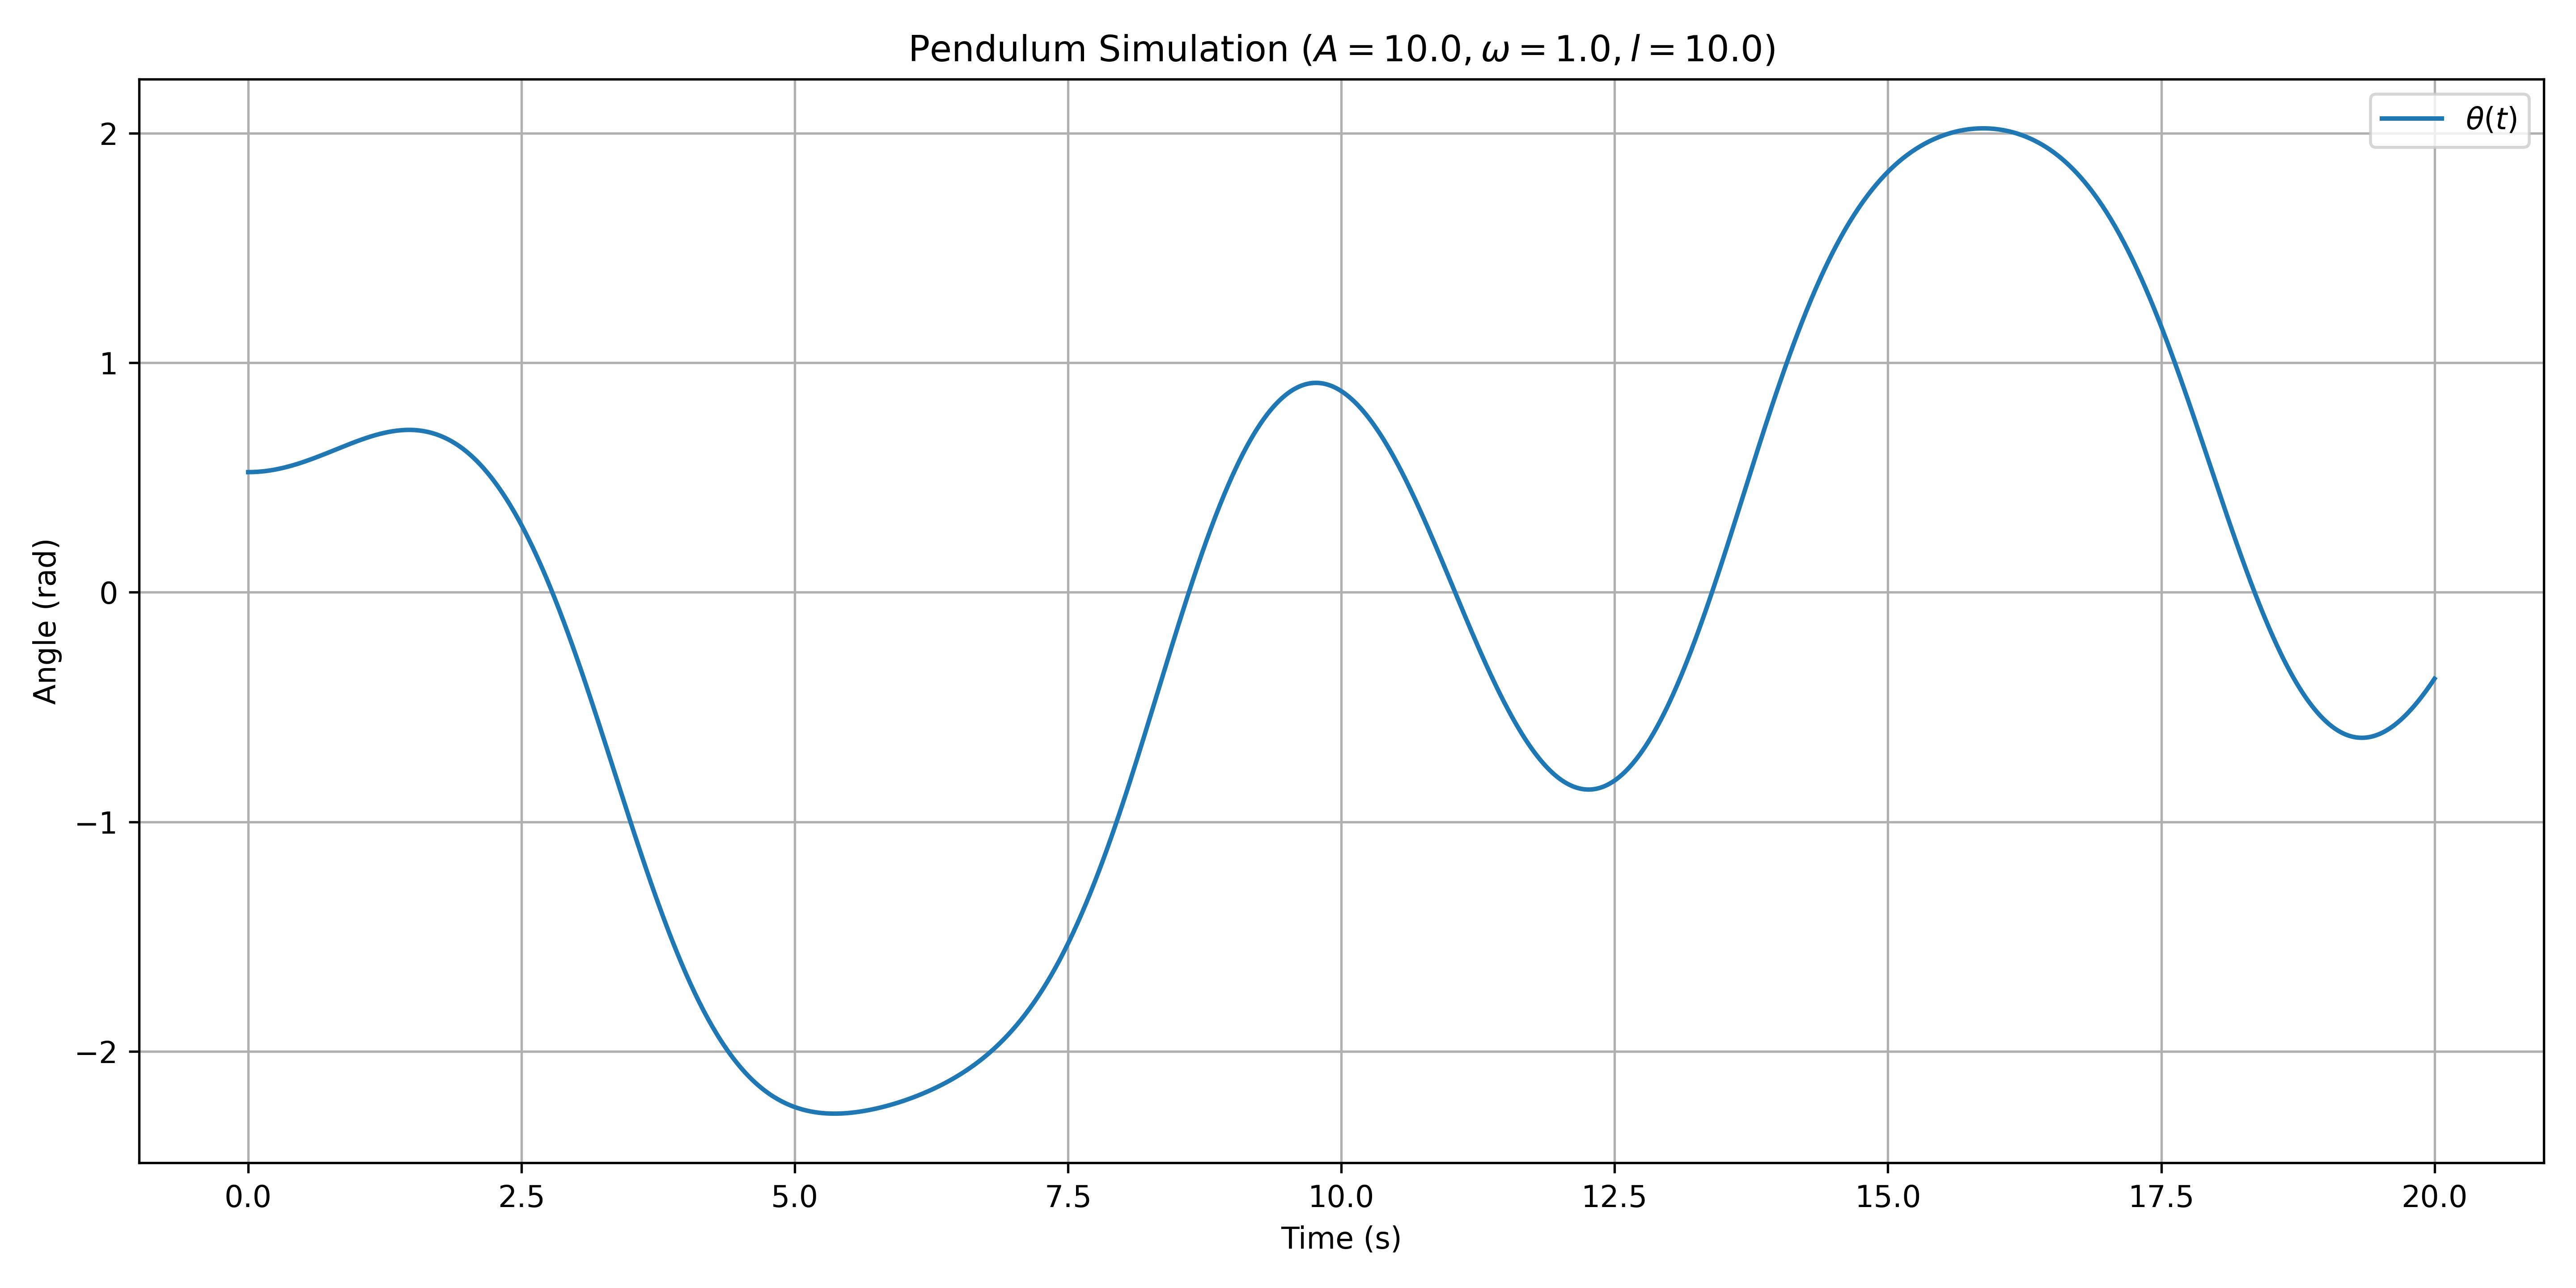 Pendulum Simulation (A = 10.0, ω = 1.0, l = 10.0)
θ(t)
2
1
0
−1
−2
Angle (rad)
0.0 2.5 5.0 7.5 10.0 12.5 15.0 17.5 20.0
Time (s)